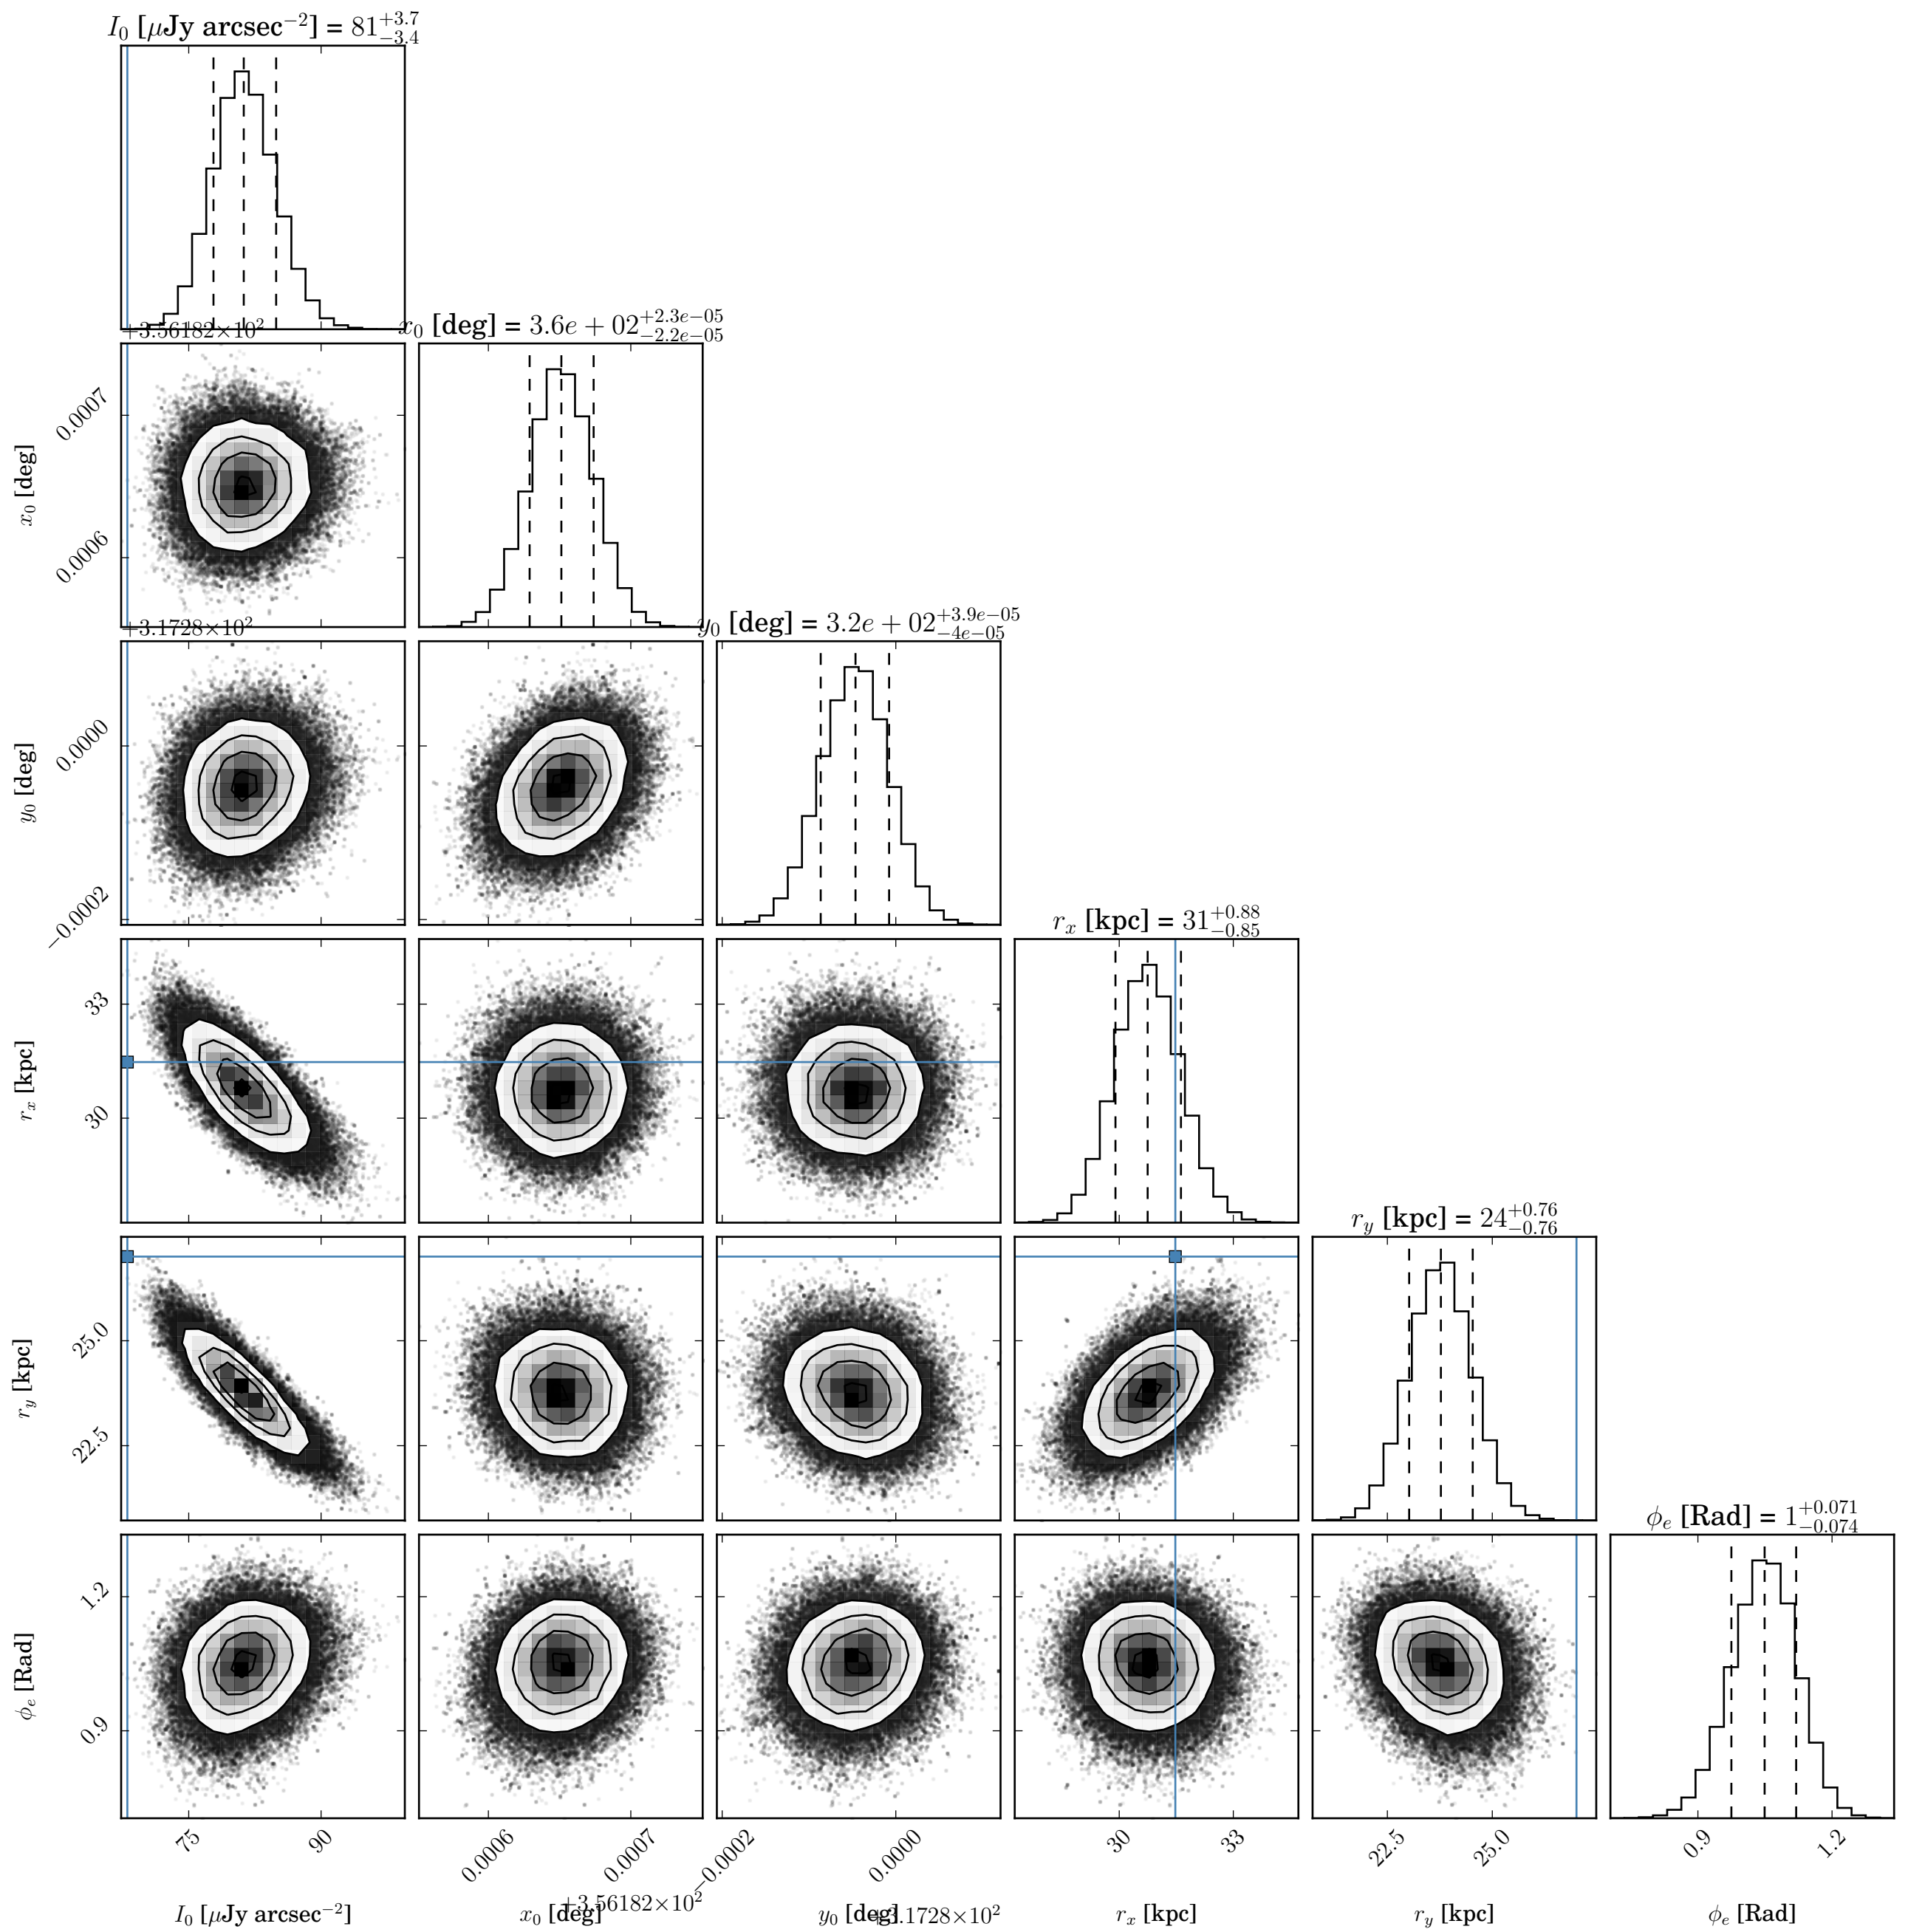 I₀ [μJy arcsec⁻²] = 81 +3.7 −3.4
+3.56182×10²
x₀ [deg] = 3.6e + 02 +2.3e−05 −2.2e−05
0.0007
0.0006
x₀ [deg]
+3.1728×10²
y₀ [deg] = 3.2e + 02 +3.9e−05 −4e−05
0.0000
−0.0002
y₀ [deg]
r_x [kpc] = 31 +0.88 −0.85
33
30
r_x [kpc]
r_y [kpc] = 24 +0.76 −0.76
25.0
22.5
r_y [kpc]
ϕ_e [Rad] = 1 +0.071 −0.074
1.2
0.9
ϕ_e [Rad]
75 90 0.0006 0.0007 −0.0002 0.0000 30 33 22.5 25.0 0.9 1.2
+3.56182×10² +3.1728×10²
I₀ [μJy arcsec⁻²] x₀ [deg] y₀ [deg] r_x [kpc] r_y [kpc] ϕ_e [Rad]